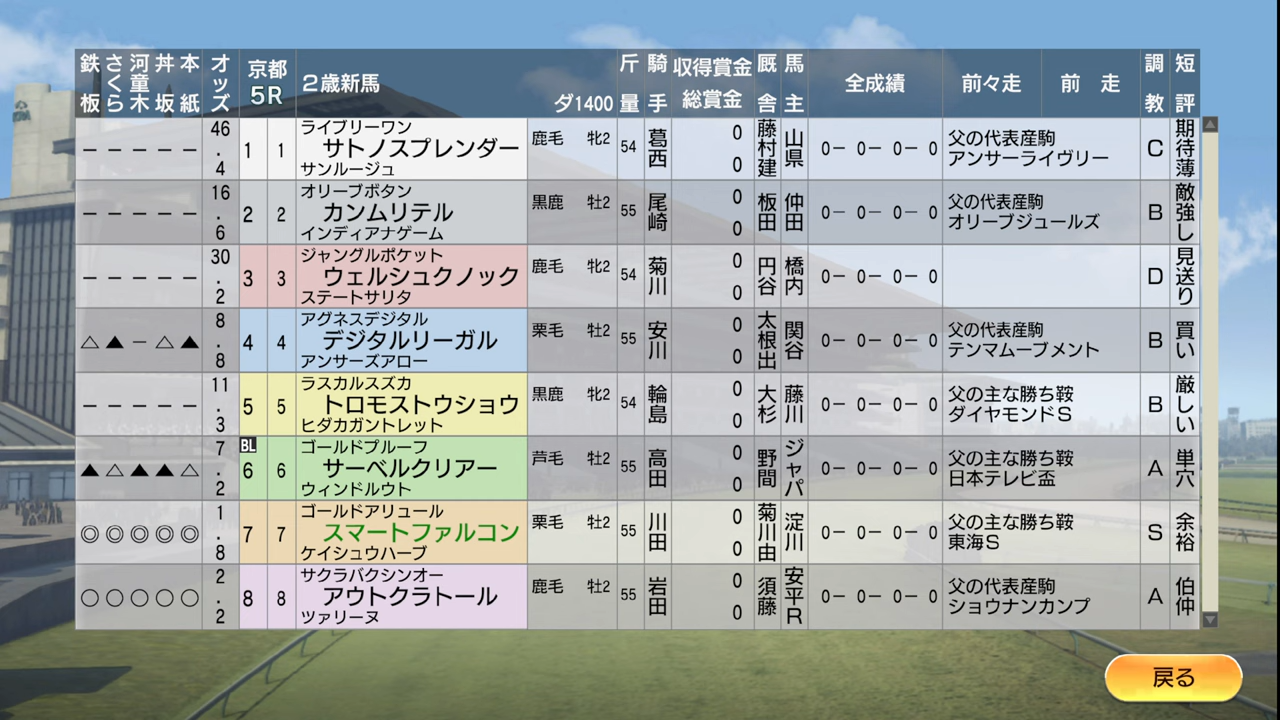 鉄板 さくら 河童木 井坂 本紙 オッズ 京都5R 2歳新馬 ダ1400 斤量 騎手 収得賞金 総賞金 厩舎 馬主 全成績 前々走 前走 調教 短評
－ － － － － 46.4 1 1 ライブリーワン サトノスプレンダー サンルージュ 鹿毛 牝2 54 葛西 0 0 藤村建 山県 0－ 0－ 0－ 0 父の代表産駒 アンサーライヴリー C 期待薄
－ － － － － 16.6 2 2 オリーブボタン カンムリテル インディアナゲーム 黒鹿 牡2 55 尾崎 0 0 板田 仲田 0－ 0－ 0－ 0 父の代表産駒 オリーブジュールズ B 敵強し
－ － － － － 30.2 3 3 ジャングルポケット ウェルシュクノック ステートサリタ 鹿毛 牝2 54 菊川 0 0 円谷 橋内 0－ 0－ 0－ 0 D 見送り
△ ▲ － △ ▲ 8.8 4 4 アグネスデジタル デジタルリーガル アンサーズアロー 栗毛 牡2 55 安川 0 0 太根出 関谷 0－ 0－ 0－ 0 父の代表産駒 テンマムーブメント B 買い
－ － － － － 11.3 5 5 ラスカルスズカ トロモストウショウ ヒダカガントレット 黒鹿 牝2 54 輪島 0 0 大杉 藤川 0－ 0－ 0－ 0 父の主な勝ち鞍 ダイヤモンドS B 厳しい
▲ △ ▲ ▲ △ 7.2 BL 6 6 ゴールドプルーフ サーベルクリアー ウィンドルウト 芦毛 牡2 55 高田 0 0 野間 ジャパ 0－ 0－ 0－ 0 父の主な勝ち鞍 日本テレビ盃 A 単穴
◎ ◎ ◎ ◎ ◎ 1.8 7 7 ゴールドアリュール スマートファルコン ケイシュウハーブ 栗毛 牡2 55 川田 0 0 菊川由 淀川 0－ 0－ 0－ 0 父の主な勝ち鞍 東海S S 余裕
○ ○ ○ ○ ○ 2.2 8 8 サクラバクシンオー アウトクラトール ツァリーヌ 鹿毛 牡2 55 岩田 0 0 須藤 安平R 0－ 0－ 0－ 0 父の代表産駒 ショウナンカンプ A 伯仲
戻る